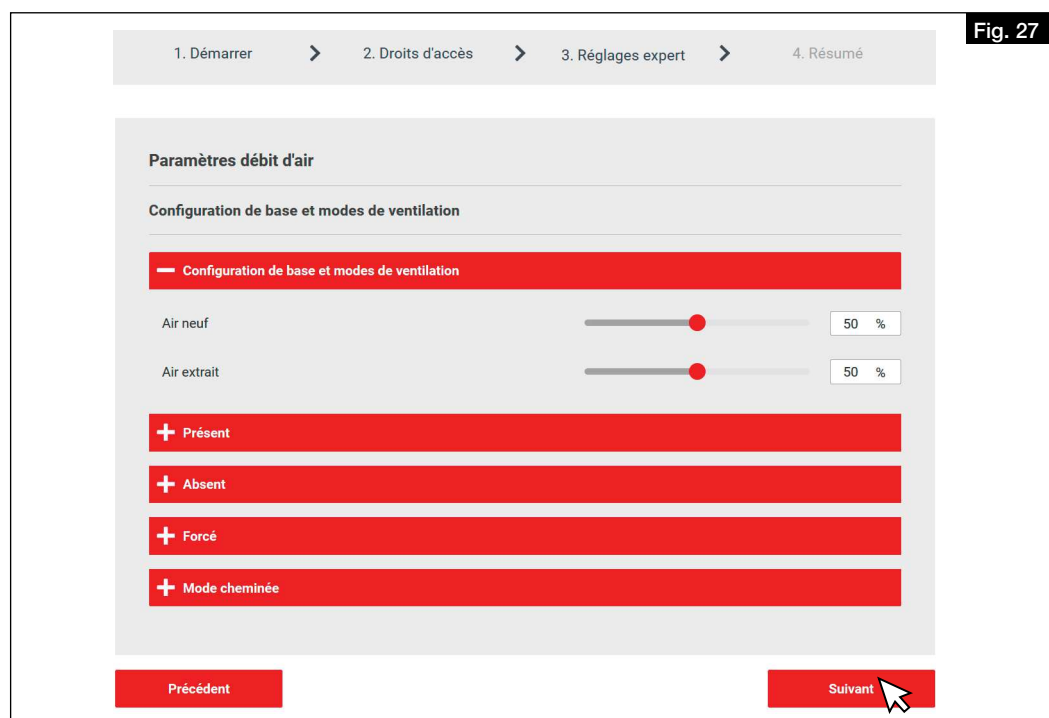 Fig. 27
1. Démarrer 2. Droits d'accès 3. Réglages expert 4. Résumé
Paramètres débit d'air
Configuration de base et modes de ventilation
Configuration de base et modes de ventilation
Air neuf 50 %
Air extrait 50 %
Présent
Absent
Forcé
Mode cheminée
Précédent Suivant